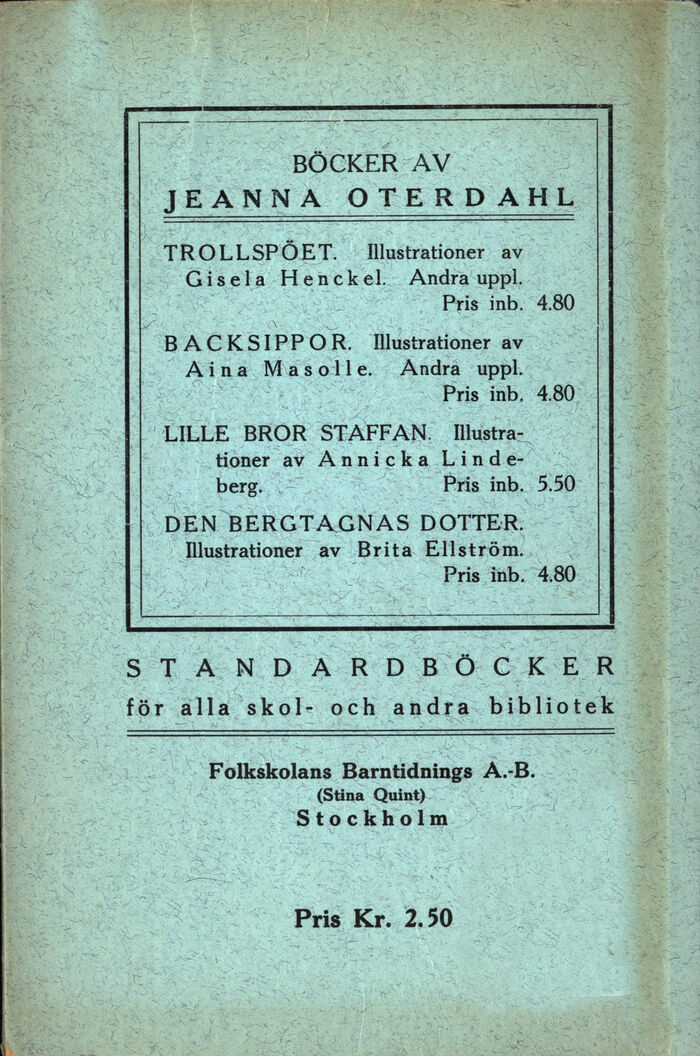 BÖCKER AV
JEANNA OTERDAHL
TROLLSPÖET. Illustrationer av
Gisela Henckel. Andra uppl.
Pris inb. 4.80
BACKSIPPOR. Illustrationer av
Aina Masolle. Andra uppl.
Pris inb. 4.80
LILLE BROR STAFFAN. Illustra-
tioner av Annicka Linde-
berg. Pris inb. 5.50
DEN BERGTAGNAS DOTTER.
Illustrationer av Brita Ellström.
Pris inb. 4.80
STANDARDBÖCKER
för alla skol- och andra bibliotek
Folkskolans Barntidnings A.-B.
(Stina Quint)
Stockholm
Pris Kr. 2.50